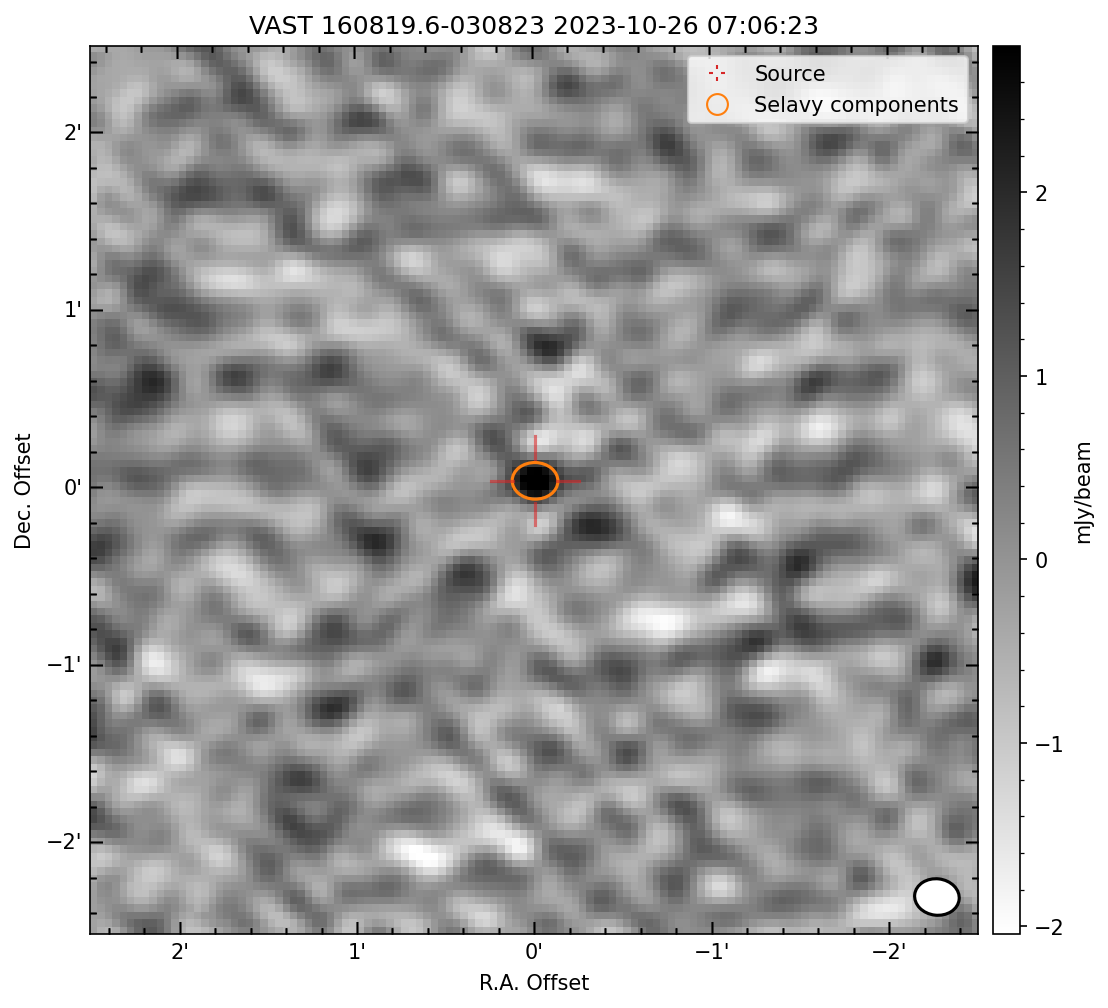 VAST 160819.6-030823 2023-10-26 07:06:23
Source
Selavy components
2'
1'
0'
−1'
−2'
Dec. Offset
2'
1'
0'
−1'
−2'
R.A. Offset
2
1
0
−1
−2
mJy/beam